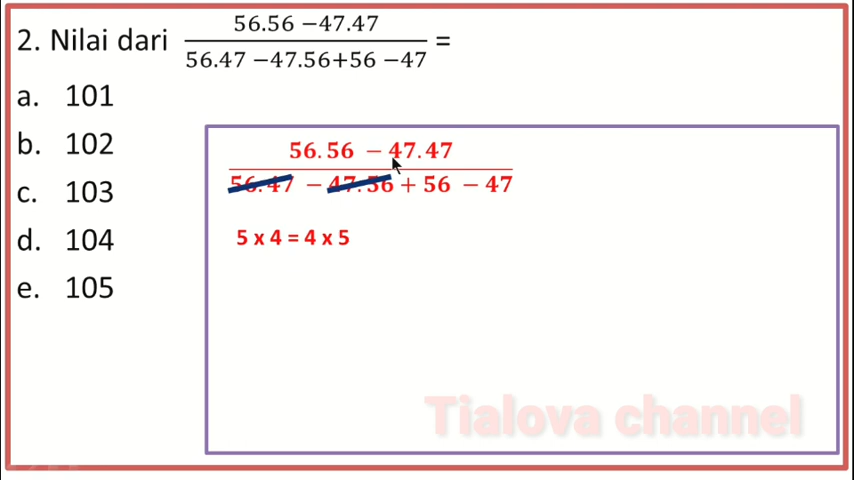 2. Nilai dari 56.56 −47.47 / 56.47 −47.56+56 −47 =
a. 101
b. 102
c. 103
d. 104
e. 105
56. 56 − 47. 47
56. 47 − 47. 56 + 56 − 47
5 x 4 = 4 x 5
Tialova channel